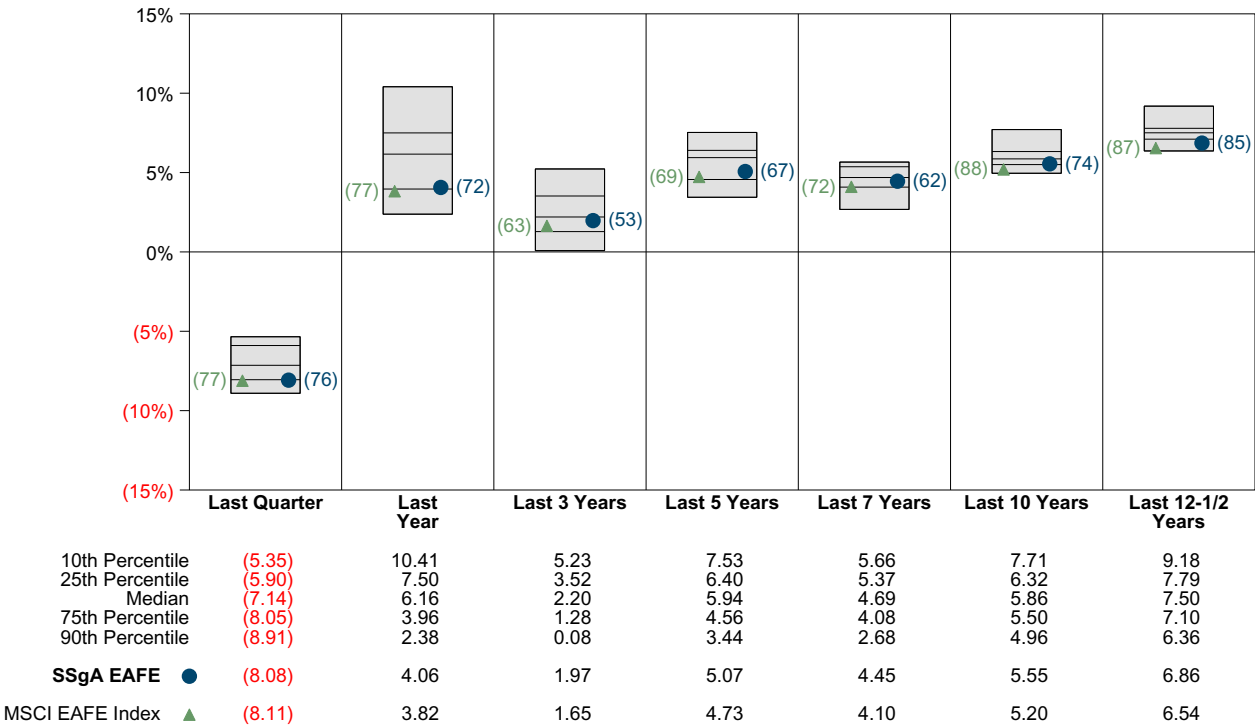 15%
10%
5%
0%
(5%)
(10%)
(15%)
(77) (76)
(77) (72)
(63) (53)
(69) (67)
(72) (62)
(88) (74)
(87) (85)
Last Quarter Last Year Last 3 Years Last 5 Years Last 7 Years Last 10 Years Last 12-1/2 Years
10th Percentile (5.35) 10.41 5.23 7.53 5.66 7.71 9.18
25th Percentile (5.90) 7.50 3.52 6.40 5.37 6.32 7.79
Median (7.14) 6.16 2.20 5.94 4.69 5.86 7.50
75th Percentile (8.05) 3.96 1.28 4.56 4.08 5.50 7.10
90th Percentile (8.91) 2.38 0.08 3.44 2.68 4.96 6.36
SSgA EAFE (8.08) 4.06 1.97 5.07 4.45 5.55 6.86
MSCI EAFE Index (8.11) 3.82 1.65 4.73 4.10 5.20 6.54